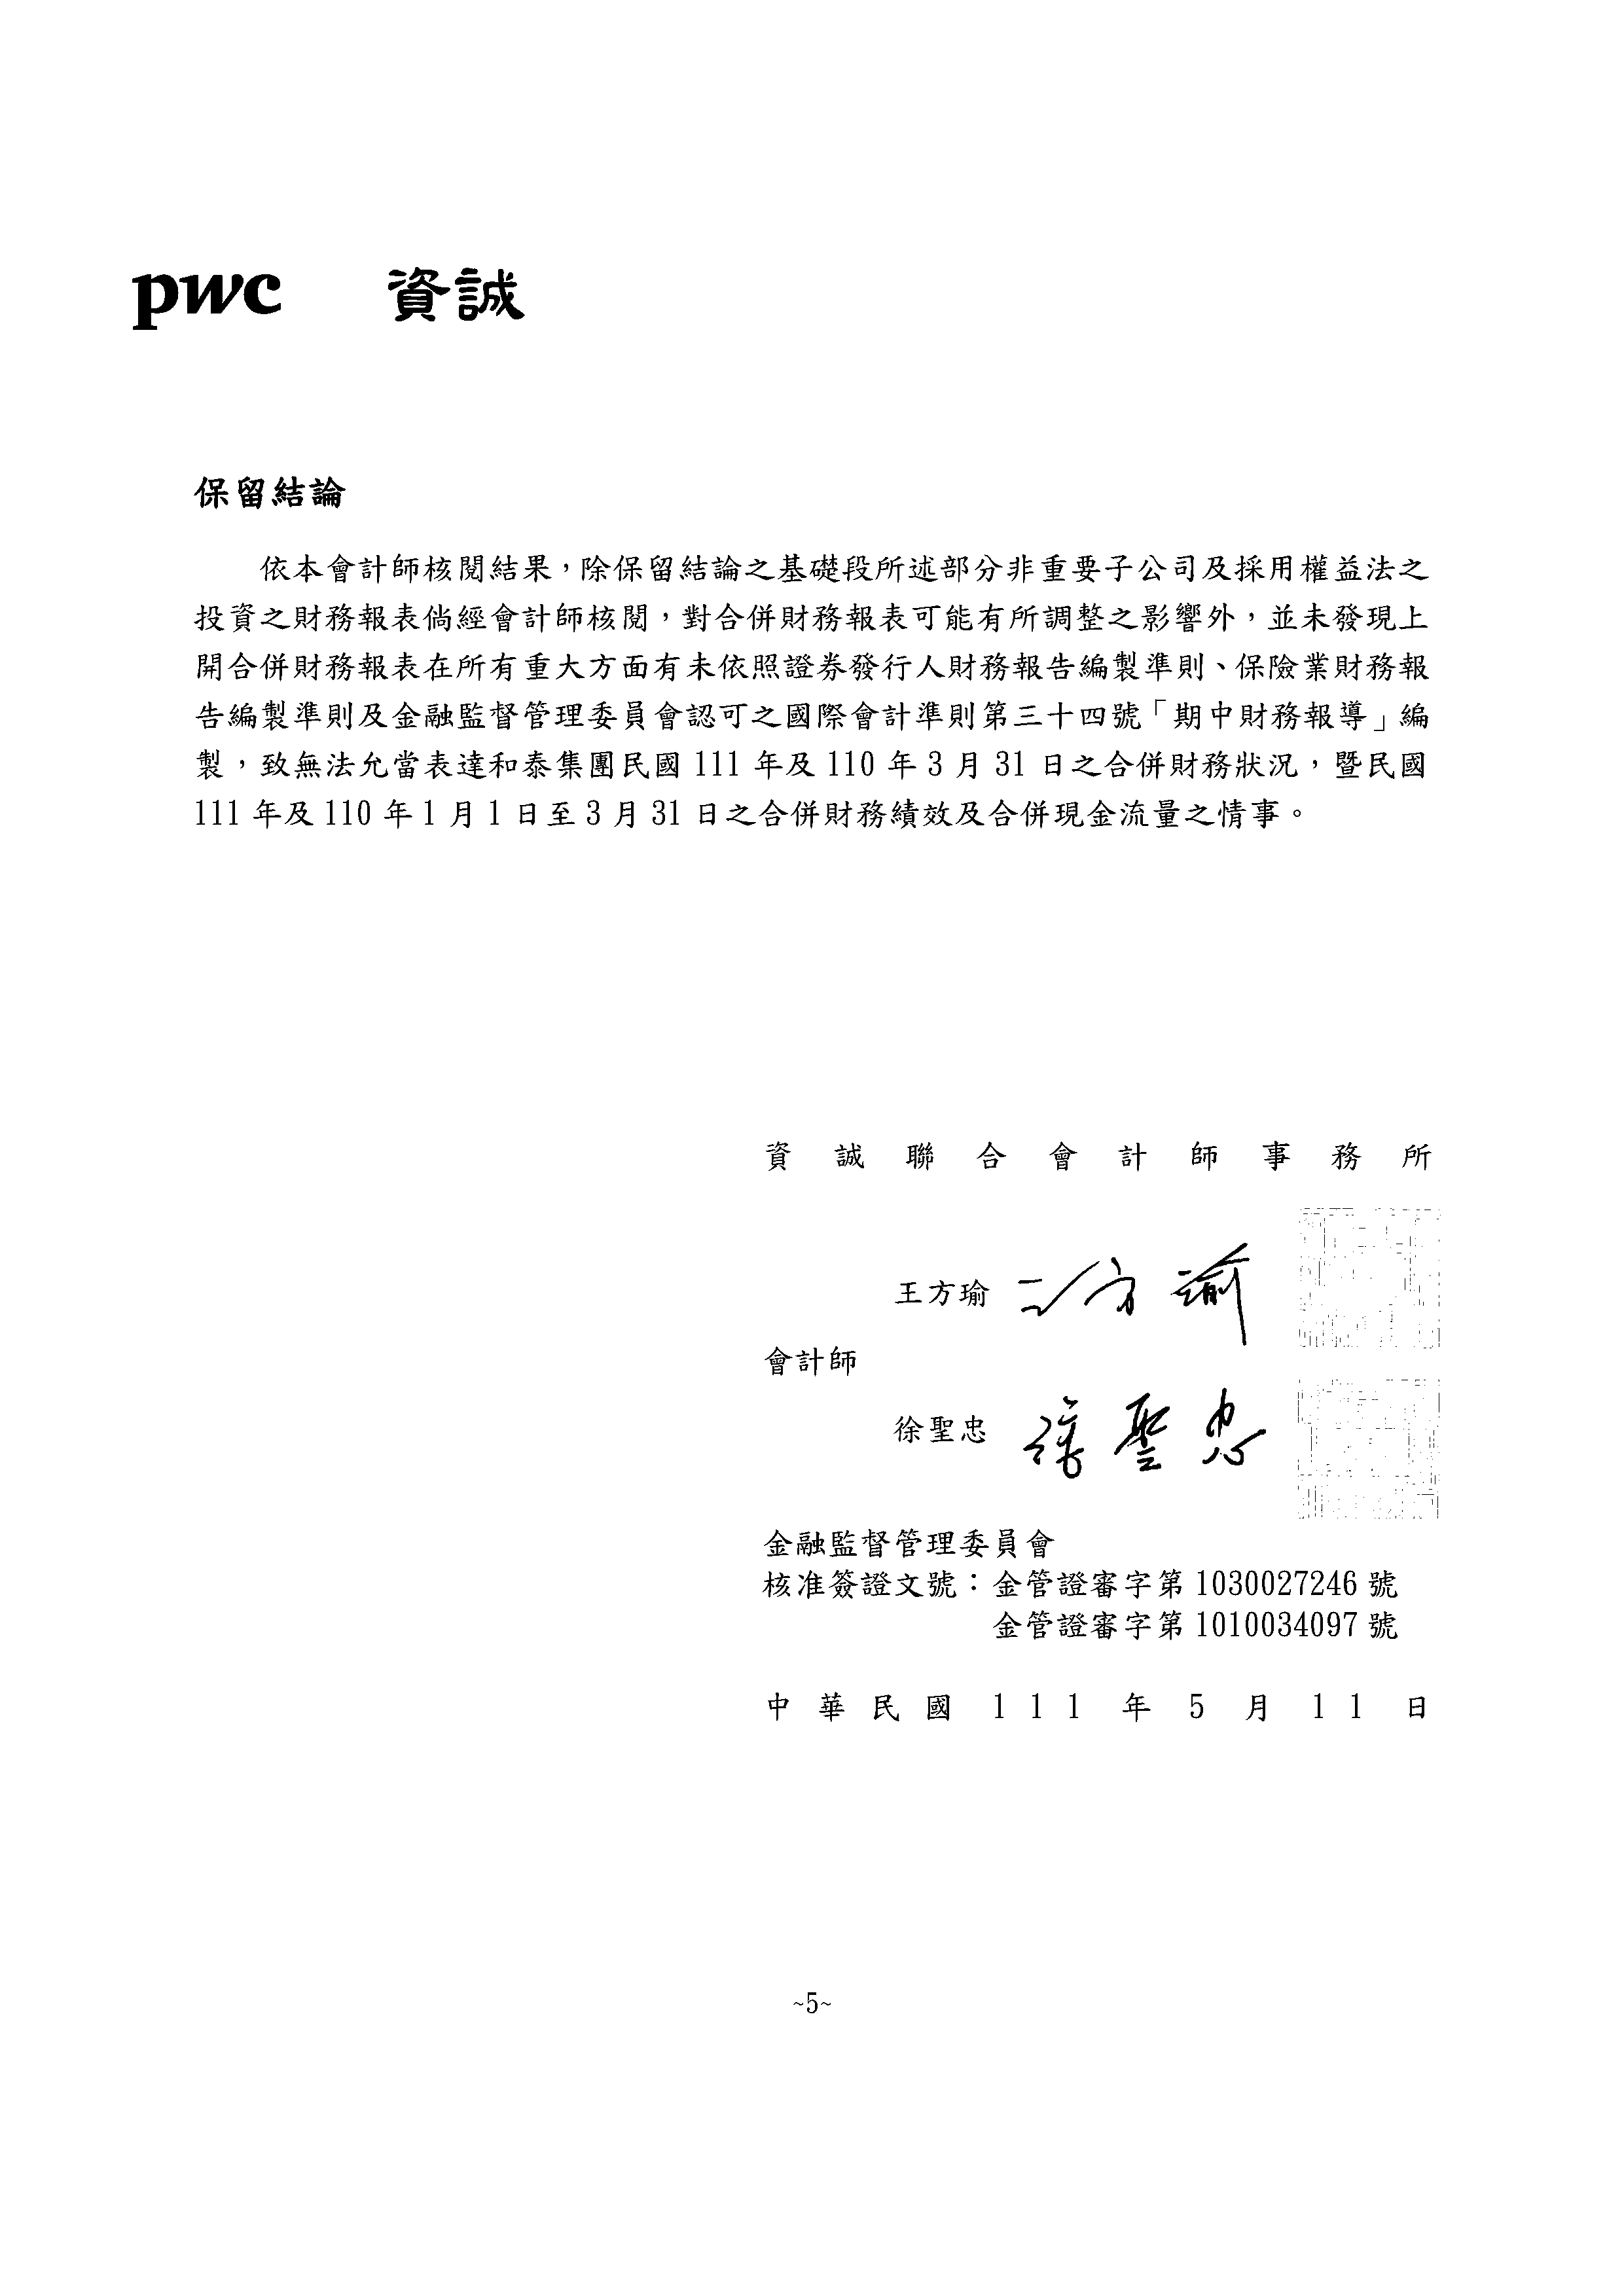 pwc 資誠
保留結論
依本會計師核閱結果，除保留結論之基礎段所述部分非重要子公司及採用權益法之
投資之財務報表倘經會計師核閱，對合併財務報表可能有所調整之影響外，並未發現上
開合併財務報表在所有重大方面有未依照證券發行人財務報告編製準則、保險業財務報
告編製準則及金融監督管理委員會認可之國際會計準則第三十四號「期中財務報導」編
製，致無法允當表達和泰集團民國 111 年及 110 年 3 月 31 日之合併財務狀況，暨民國
111 年及 110 年 1 月 1 日至 3 月 31 日之合併財務績效及合併現金流量之情事。
資誠聯合會計師事務所
王方瑜 王方瑜
會計師
徐聖忠 徐聖忠
金融監督管理委員會
核准簽證文號：金管證審字第 1030027246 號
金管證審字第 1010034097 號
中華民國 111 年 5 月 11 日
~5~